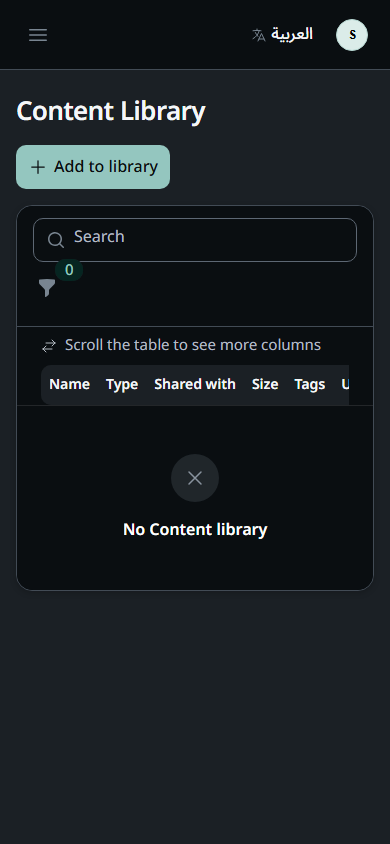 العربية
S
Content Library
Add to library
Search
0
Scroll the table to see more columns
Name Type Shared with Size Tags
No Content library